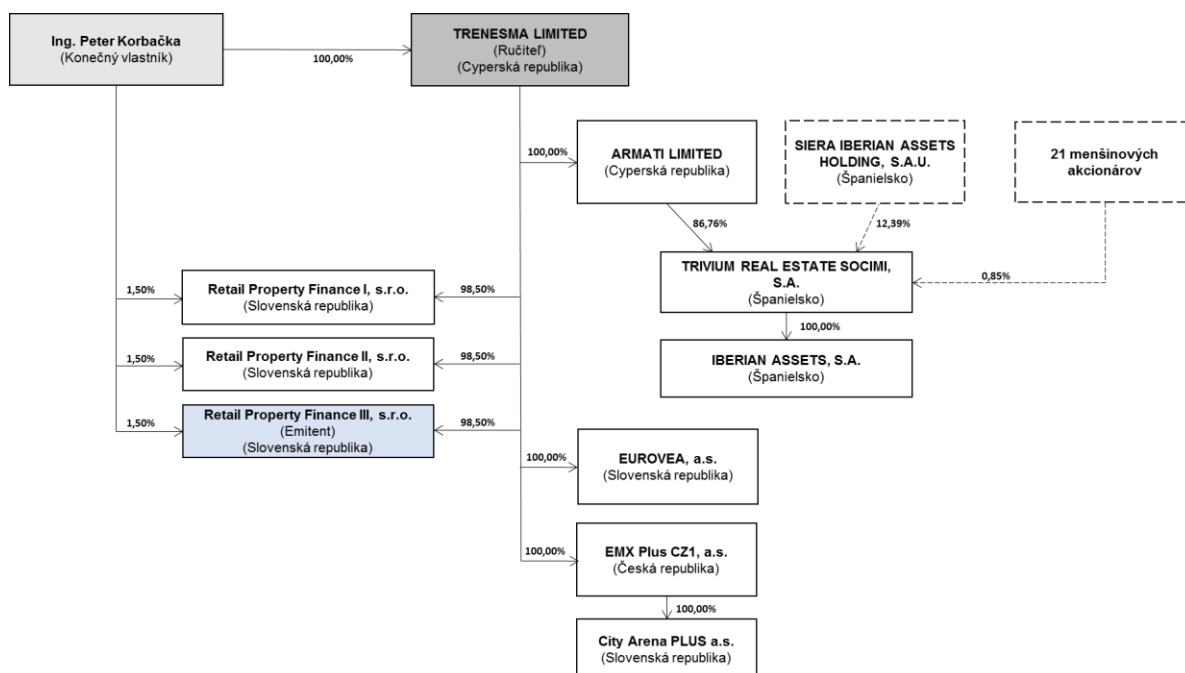 Ing. Peter Korbačka
(Konečný vlastník)
100,00%
TRENESMA LIMITED
(Ručiteľ)
(Cyperská republika)
100,00%
ARMATI LIMITED
(Cyperská republika)
SIERA IBERIAN ASSETS
HOLDING, S.A.U.
(Španielsko)
21 menšinových
akcionárov
86,76%
12,39%
TRIVIUM REAL ESTATE SOCIMI,
S.A.
(Španielsko)
0,85%
100,00%
IBERIAN ASSETS, S.A.
(Španielsko)
1,50%
Retail Property Finance I, s.r.o.
(Slovenská republika)
98,50%
1,50%
Retail Property Finance II, s.r.o.
(Slovenská republika)
98,50%
1,50%
Retail Property Finance III, s.r.o.
(Emitent)
(Slovenská republika)
98,50%
100,00%
EUROVEA, a.s.
(Slovenská republika)
100,00%
EMX Plus CZ1, a.s.
(Česká republika)
100,00%
City Arena PLUS a.s.
(Slovenská republika)